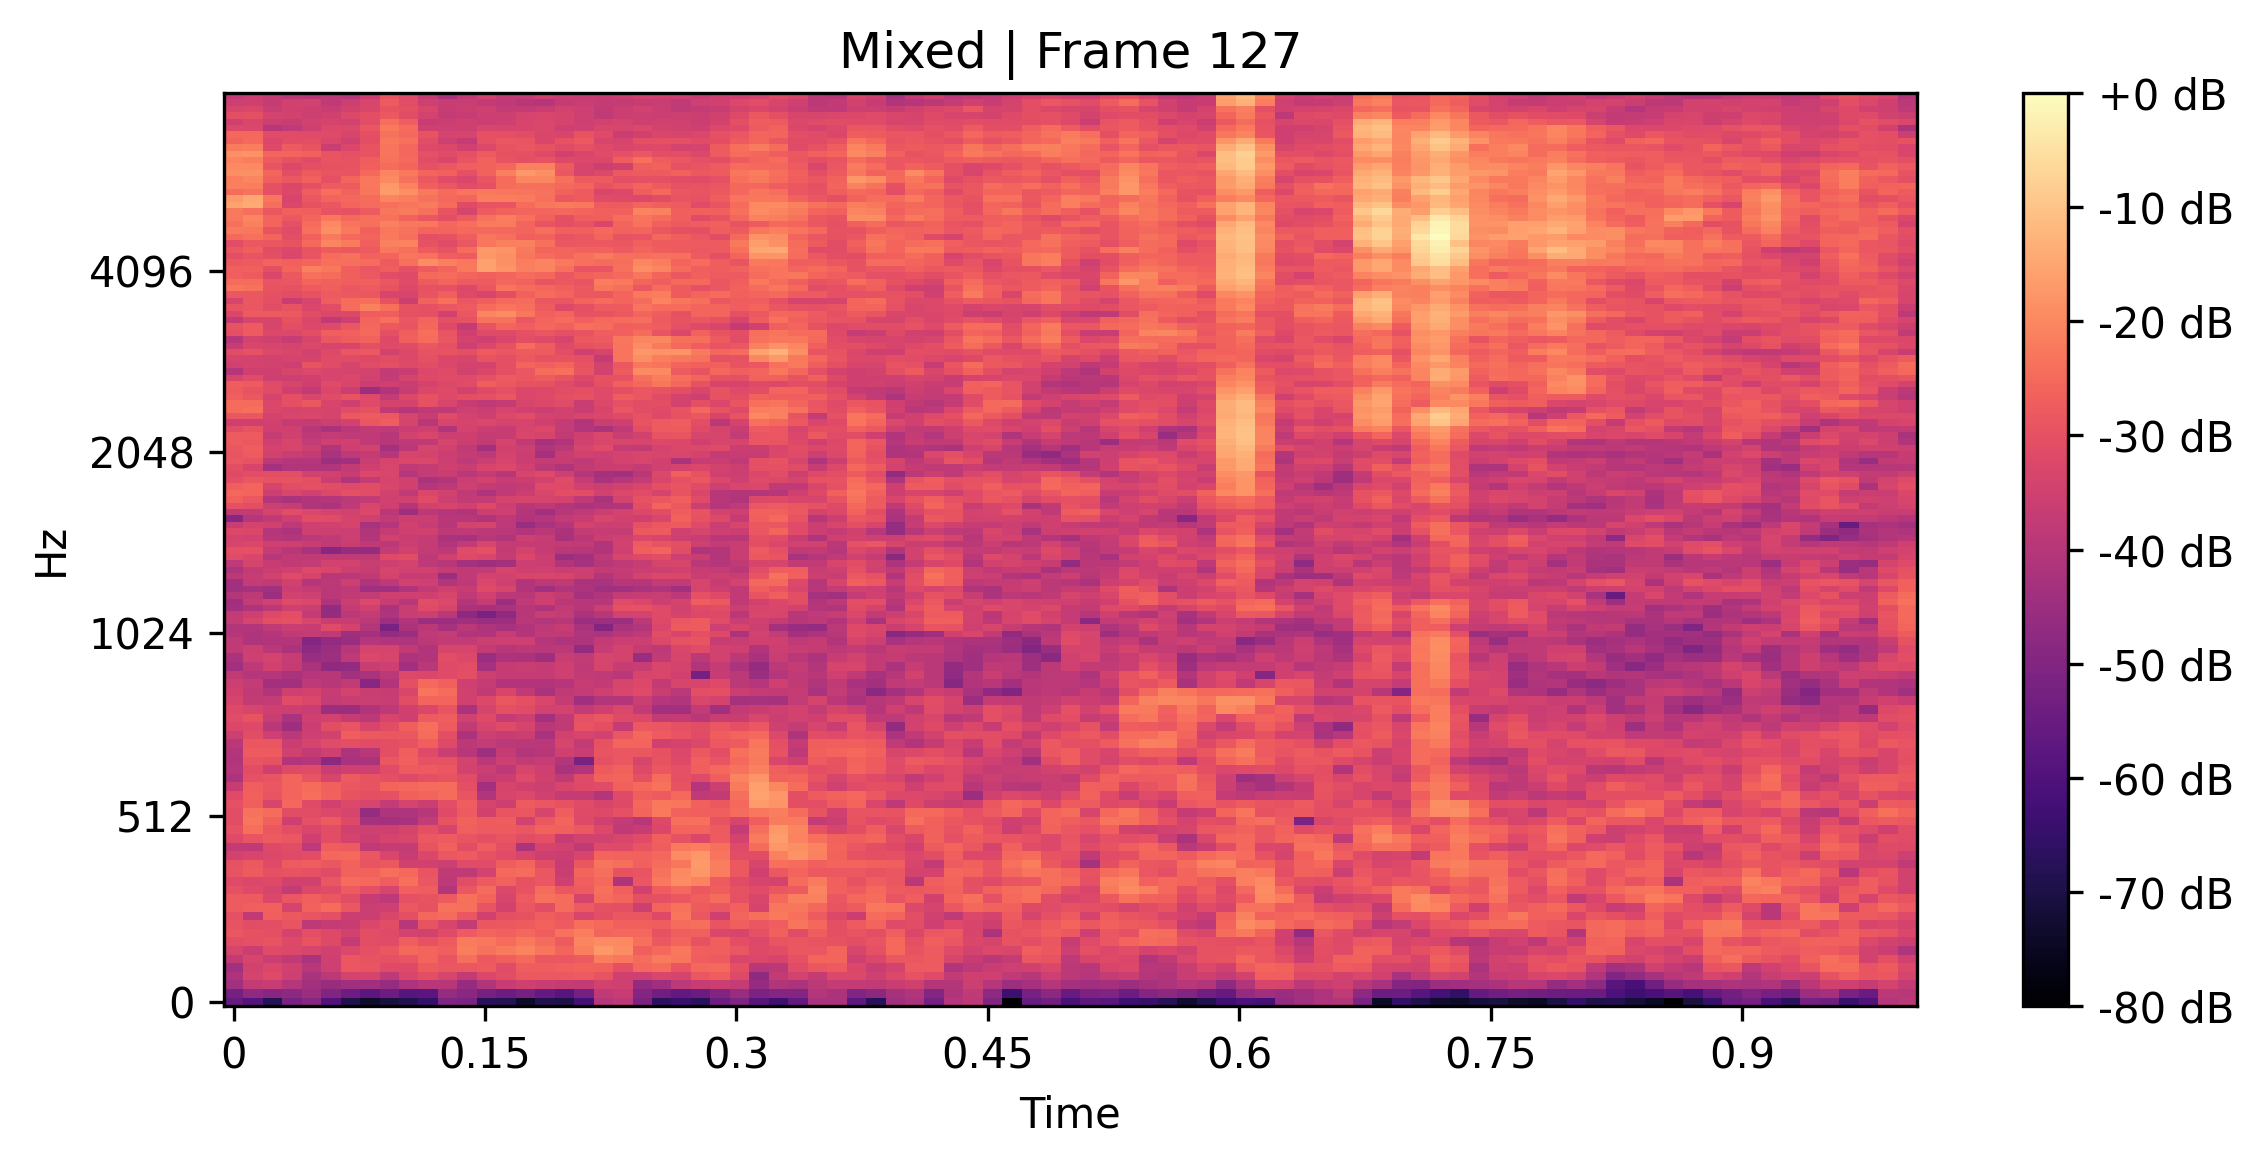 Mixed | Frame 127
Hz
4096
2048
1024
512
0
0 0.15 0.3 0.45 0.6 0.75 0.9
Time
+0 dB
-10 dB
-20 dB
-30 dB
-40 dB
-50 dB
-60 dB
-70 dB
-80 dB